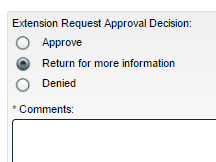 Extension Request Approval Decision:
Approve
Return for more information
Denied
* Comments: